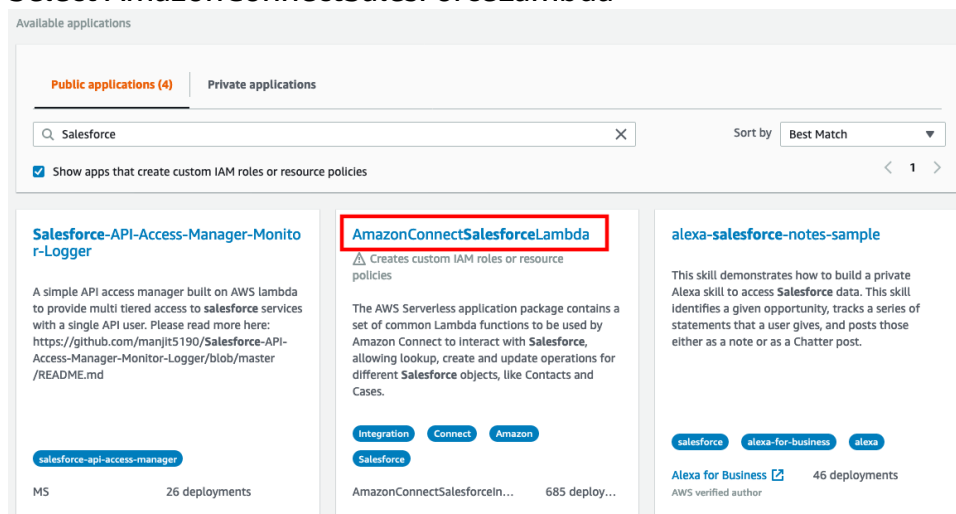 Select AmazonConnectSalesForceLambda
Available applications
Public applications (4)
Private applications
Salesforce
Sort by
Best Match
Show apps that create custom IAM roles or resource policies
1
Salesforce-API-Access-Manager-Monito
r-Logger
A simple API access manager built on AWS lambda
to provide multi tiered access to salesforce services
with a single API user. Please read more here:
https://github.com/manjit5190/Salesforce-API-
Access-Manager-Monitor-Logger/blob/master
/README.md
salesforce-api-access-manager
MS
26 deployments
AmazonConnectSalesforceLambda
Creates custom IAM roles or resource
policies
The AWS Serverless application package contains a
set of common Lambda functions to be used by
Amazon Connect to interact with Salesforce,
allowing lookup, create and update operations for
different Salesforce objects, like Contacts and
Cases.
Integration
Connect
Amazon
Salesforce
AmazonConnectSalesforceIn...
685 deploy...
alexa-salesforce-notes-sample
This skill demonstrates how to build a private
Alexa skill to access Salesforce data. This skill
identifies a given opportunity, tracks a series of
statements that a user gives, and posts those
either as a note or as a Chatter post.
salesforce
alexa-for-business
alexa
Alexa for Business
46 deployments
AWS verified author